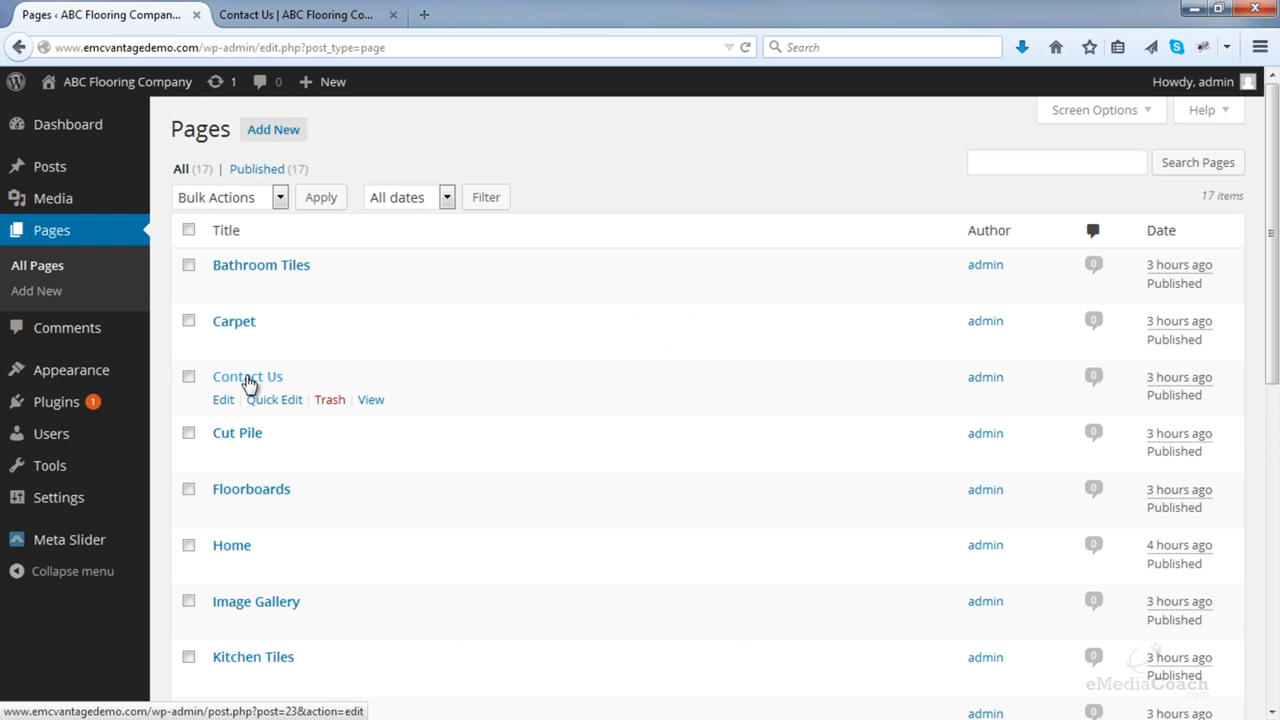 Pages ‹ ABC Flooring Compan... Contact Us | ABC Flooring Co...
www.emcvantagedemo.com/wp-admin/edit.php?post_type=page Search
ABC Flooring Company 1 0 New Howdy, admin
Screen Options Help
Pages Add New
All (17) | Published (17)
Search Pages
Bulk Actions Apply All dates Filter 17 items
Dashboard
Posts
Media
Pages
All Pages
Add New
Comments
Appearance
Plugins 1
Users
Tools
Settings
Meta Slider
Collapse menu
Title Author Date
Bathroom Tiles admin 0 3 hours ago
Published
Carpet admin 0 3 hours ago
Published
Contact Us admin 0 3 hours ago
Edit | Quick Edit | Trash | View Published
Cut Pile admin 0 3 hours ago
Published
Floorboards admin 0 3 hours ago
Published
Home admin 0 4 hours ago
Published
Image Gallery admin 0 3 hours ago
Published
Kitchen Tiles admin 0 3 hours ago
Published
eMediaCoach
.com
admin 0 3 hours ago
www.emcvantagedemo.com/wp-admin/post.php?post=23&action=edit